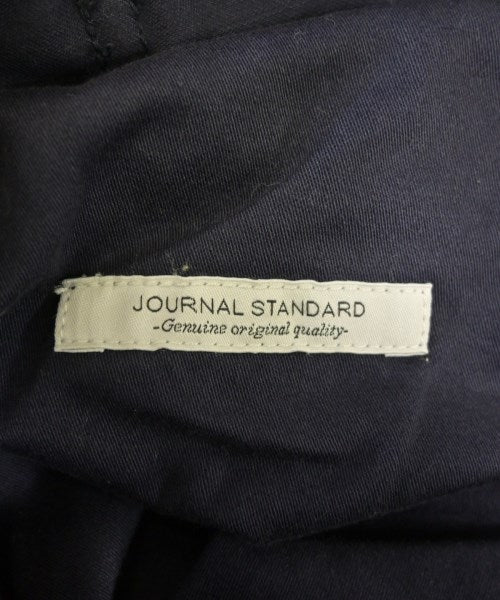 JOURNAL STANDARD
-Genuine original quality-